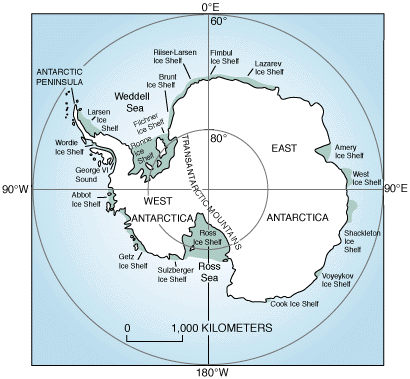 0°E
60°
Riiser-Larsen
Ice Shelf
Fimbul
Ice Shelf
Lazarev
Ice Shelf
Brunt
Ice Shelf
ANTARCTIC
PENINSULA
Weddell
Sea
Larsen
Ice
Shelf
Filchner
Ice Shelf
Ronne
Ice
Shelf
80°
TRANSANTARCTIC MOUNTAINS
EAST
ANTARCTICA
Amery
Ice Shelf
West
Ice Shelf
Wordie
Ice Shelf
George VI
Sound
90°W
90°E
Abbot
Ice Shelf
WEST
ANTARCTICA
Ross
Ice Shelf
Shackleton
Ice
Shelf
Getz
Ice Shelf
Sulzberger
Ice Shelf
Ross
Sea
Voyeykov
Ice Shelf
Cook Ice Shelf
0
1,000 KILOMETERS
180°W